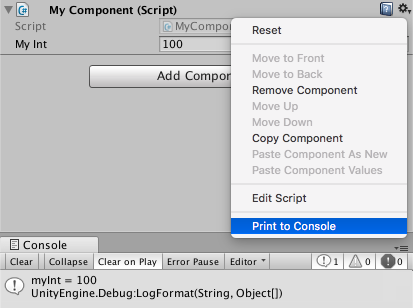 My Component (Script)
Script
MyCompo
My Int
100
Add Compon
Reset
Move to Front
Move to Back
Remove Component
Move Up
Move Down
Copy Component
Paste Component As New
Paste Component Values
Edit Script
Print to Console
Console
Clear
Collapse
Clear on Play
Error Pause
Editor
1
0
0
myInt = 100
UnityEngine.Debug:LogFormat(String, Object[])